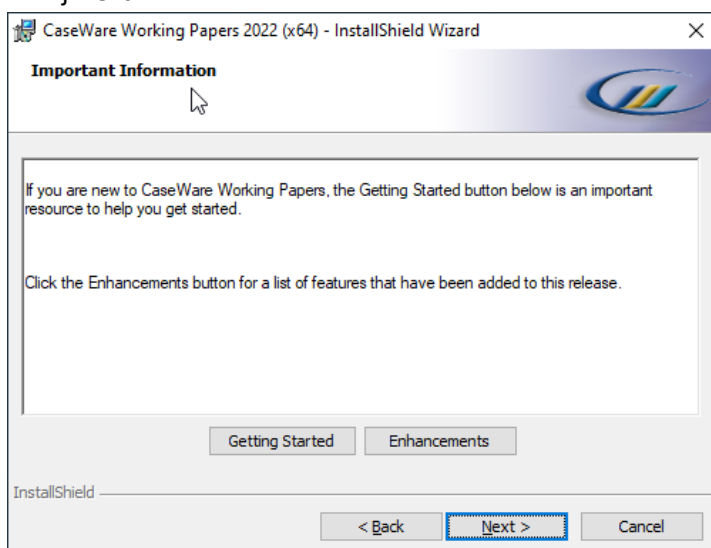 CaseWare Working Papers 2022 (x64) - InstallShield Wizard
Important Information
If you are new to CaseWare Working Papers, the Getting Started button below is an important
resource to help you get started.
Click the Enhancements button for a list of features that have been added to this release.
Getting Started
Enhancements
InstallShield
< Back
Next >
Cancel